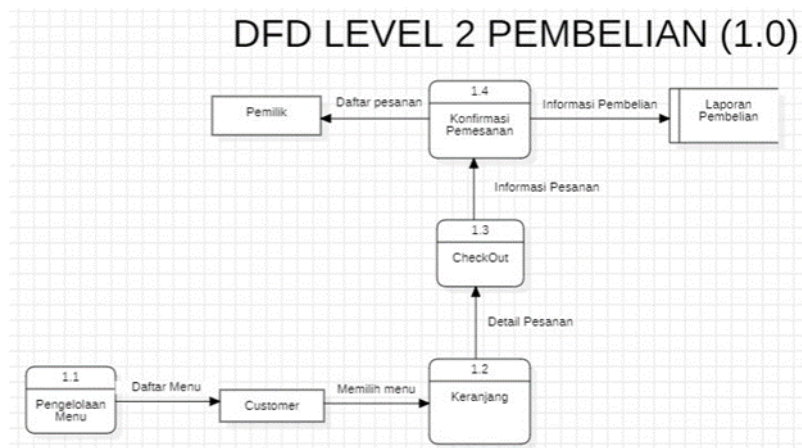 DFD LEVEL 2 PEMBELIAN (1.0)
Pemilik
Daftar pesanan
1.4
Konfirmasi
Pemesanan
Informasi Pembelian
Laporan
Pembelian
Informasi Pesanan
1.3
CheckOut
Detail Pesanan
1.1
Pengelolaan
Menu
Daftar Menu
Customer
Memilih menu
1.2
Keranjang